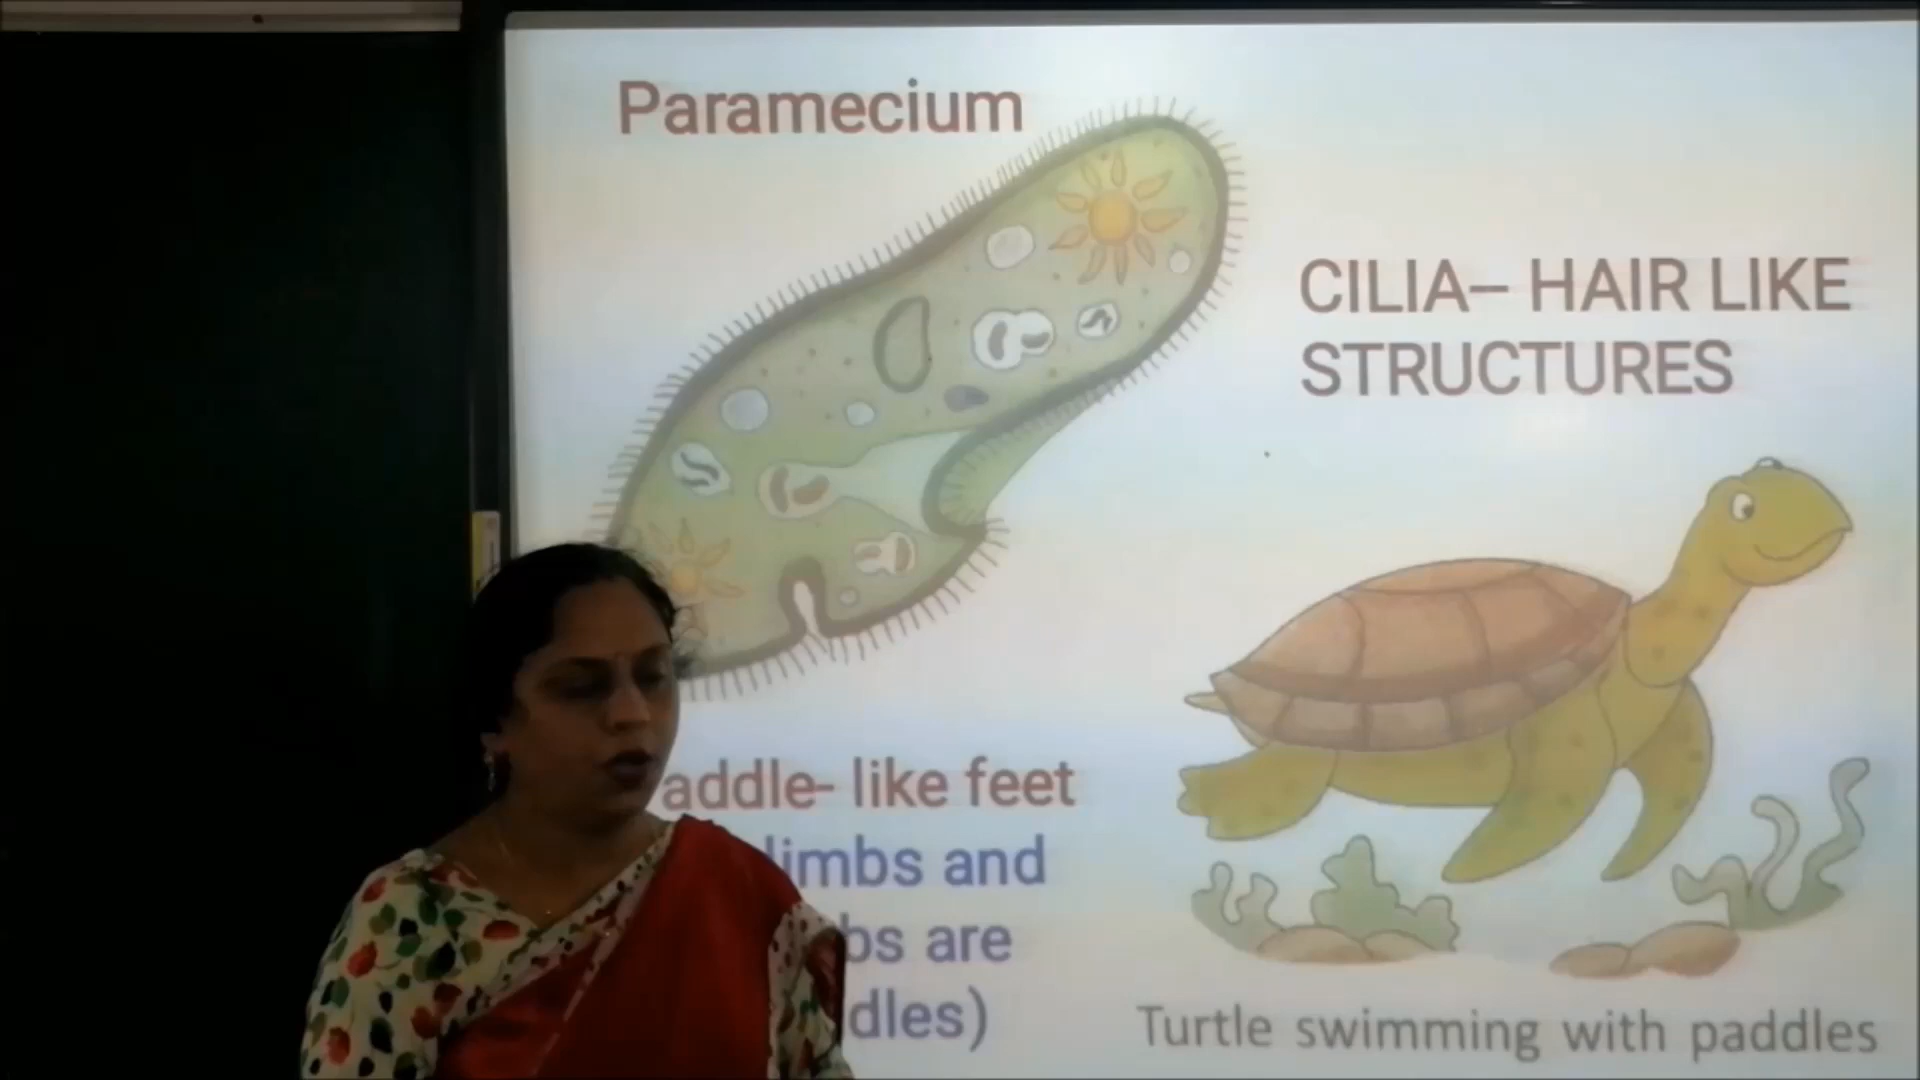 Paramecium
CILIA– HAIR LIKE
STRUCTURES
addle- like feet
limbs and
bs are
dles)
Turtle swimming with paddles